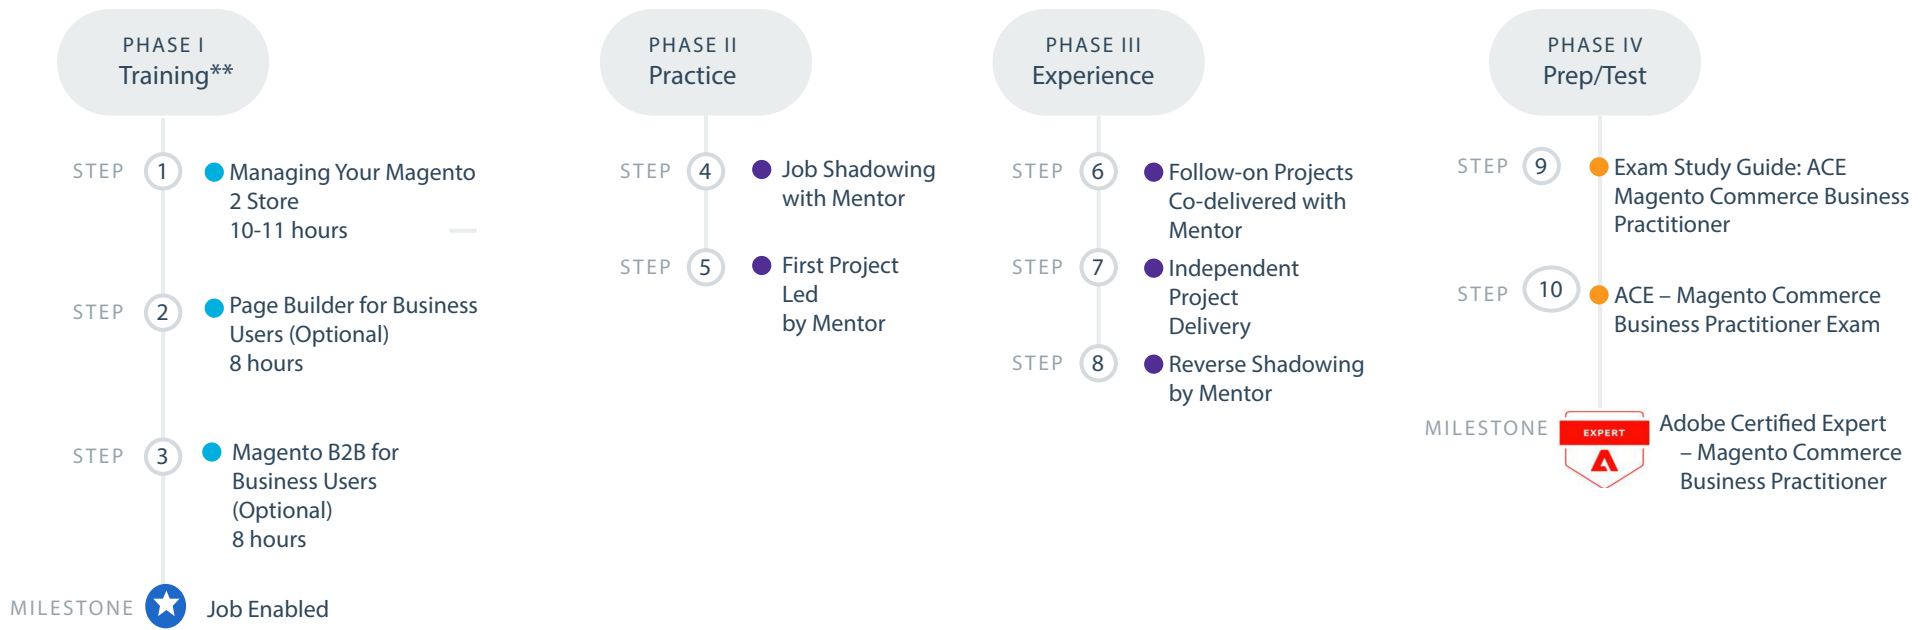 PHASE I
Training**
STEP 1
Managing Your Magento
2 Store
10-11 hours
STEP 2
Page Builder for Business
Users (Optional)
8 hours
STEP 3
Magento B2B for
Business Users
(Optional)
8 hours
MILESTONE
Job Enabled
PHASE II
Practice
STEP 4
Job Shadowing
with Mentor
STEP 5
First Project
Led
by Mentor
PHASE III
Experience
STEP 6
Follow-on Projects
Co-delivered with
Mentor
STEP 7
Independent
Project
Delivery
STEP 8
Reverse Shadowing
by Mentor
PHASE IV
Prep/Test
STEP 9
Exam Study Guide: ACE
Magento Commerce Business
Practitioner
STEP 10
ACE – Magento Commerce
Business Practitioner Exam
MILESTONE
EXPERT
Adobe Certified Expert
– Magento Commerce
Business Practitioner